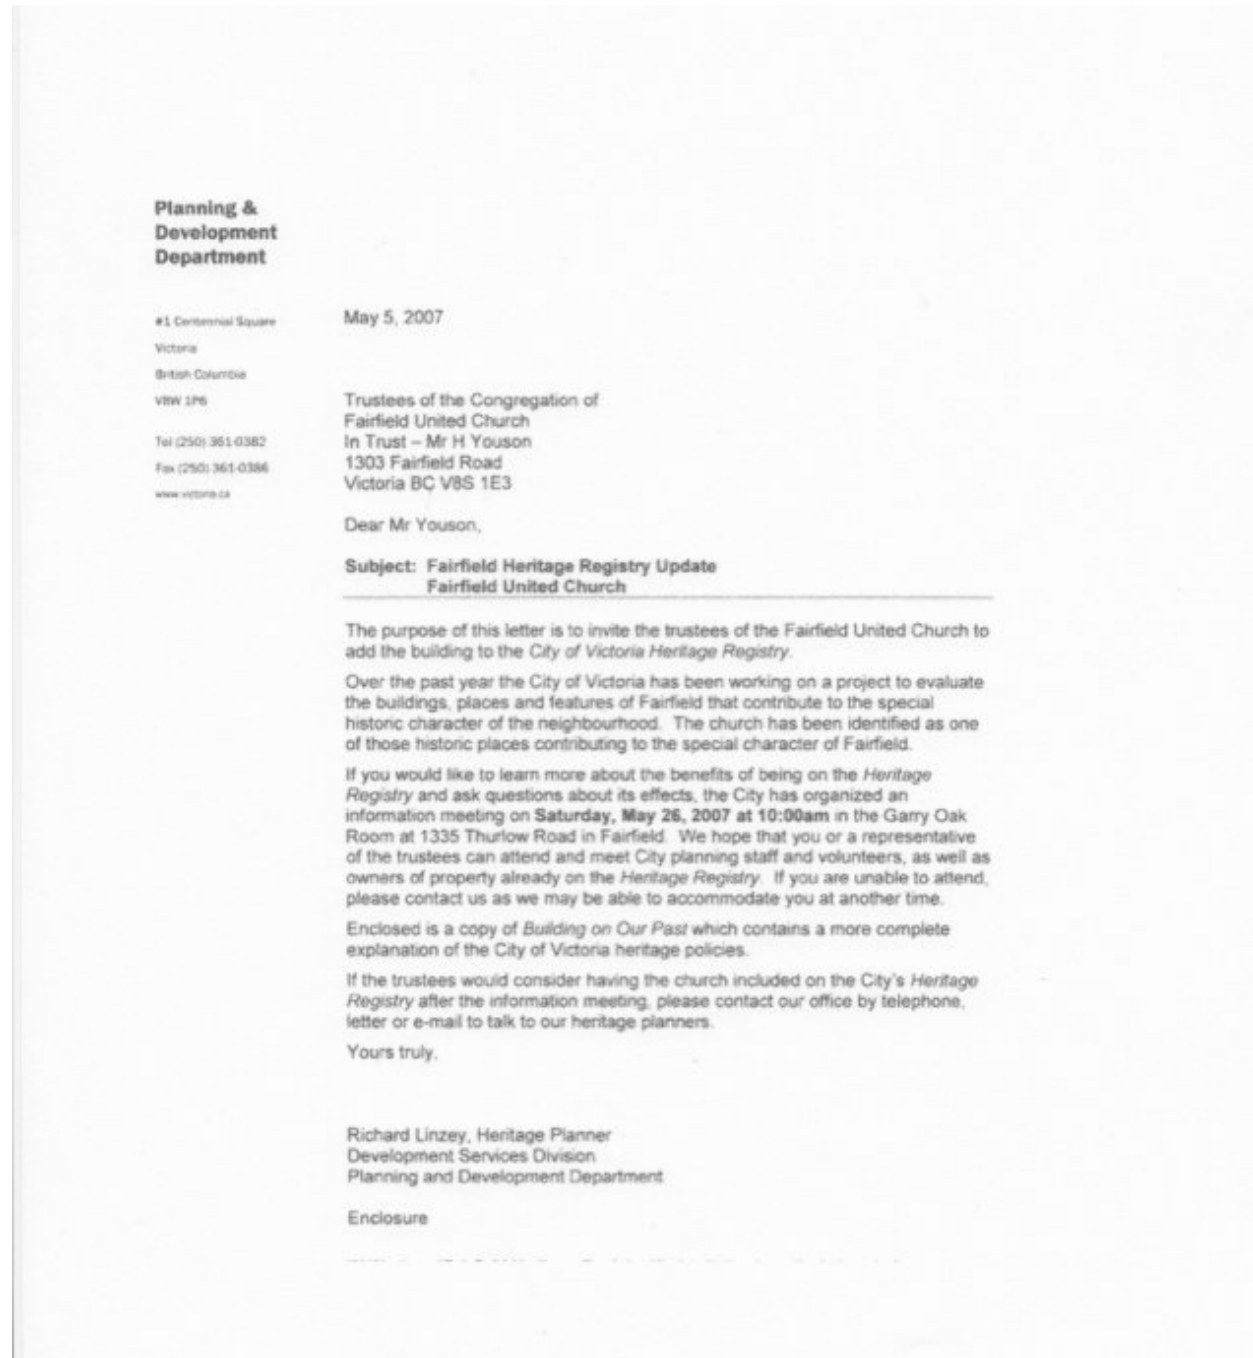 Planning &
Development
Department
#1 Centennial Square
Victoria
British Columbia
V8W 1P6
Tel (250) 361-0382
Fax (250) 361-0386
www.victoria.ca
May 5, 2007
Trustees of the Congregation of
Fairfield United Church
In Trust – Mr H Youson
1303 Fairfield Road
Victoria BC V8S 1E3
Dear Mr Youson,
Subject: Fairfield Heritage Registry Update
Fairfield United Church
The purpose of this letter is to invite the trustees of the Fairfield United Church to
add the building to the City of Victoria Heritage Registry.
Over the past year the City of Victoria has been working on a project to evaluate
the buildings, places and features of Fairfield that contribute to the special
historic character of the neighbourhood. The church has been identified as one
of those historic places contributing to the special character of Fairfield.
If you would like to learn more about the benefits of being on the Heritage
Registry and ask questions about its effects, the City has organized an
information meeting on Saturday, May 26, 2007 at 10:00am in the Garry Oak
Room at 1335 Thurlow Road in Fairfield. We hope that you or a representative
of the trustees can attend and meet City planning staff and volunteers, as well as
owners of property already on the Heritage Registry. If you are unable to attend,
please contact us as we may be able to accommodate you at another time.
Enclosed is a copy of Building on Our Past which contains a more complete
explanation of the City of Victoria heritage policies.
If the trustees would consider having the church included on the City's Heritage
Registry after the information meeting, please contact our office by telephone,
letter or e-mail to talk to our heritage planners.
Yours truly,
Richard Linzey, Heritage Planner
Development Services Division
Planning and Development Department
Enclosure